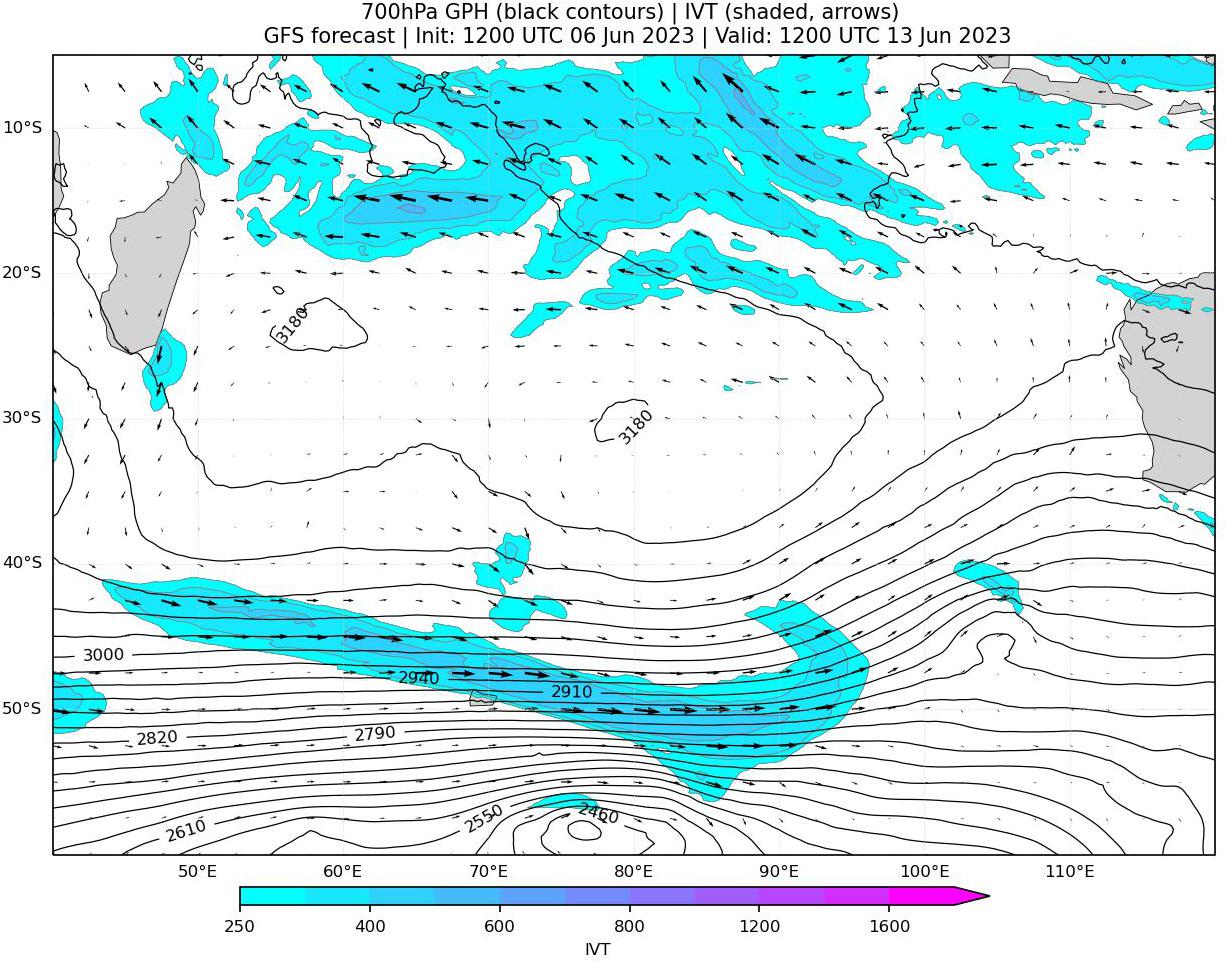 700hPa GPH (black contours) | IVT (shaded, arrows)
GFS forecast | Init: 1200 UTC 06 Jun 2023 | Valid: 1200 UTC 13 Jun 2023
10°S
20°S
3180
30°S
3180
40°S
3000
2940
2910
50°S
2820
2790
2550
2460
2610
50°E 60°E 70°E 80°E 90°E 100°E 110°E
250 400 600 800 1200 1600
IVT